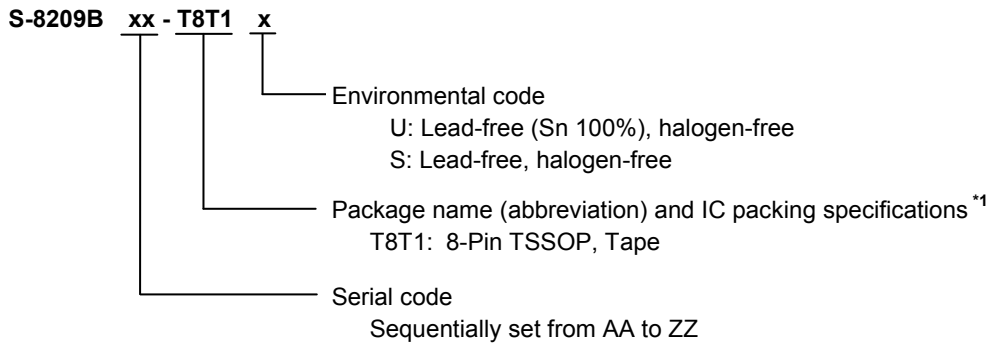 S-8209B xx - T8T1 x
Environmental code
U: Lead-free (Sn 100%), halogen-free
S: Lead-free, halogen-free
Package name (abbreviation) and IC packing specifications *1
T8T1: 8-Pin TSSOP, Tape
Serial code
Sequentially set from AA to ZZ